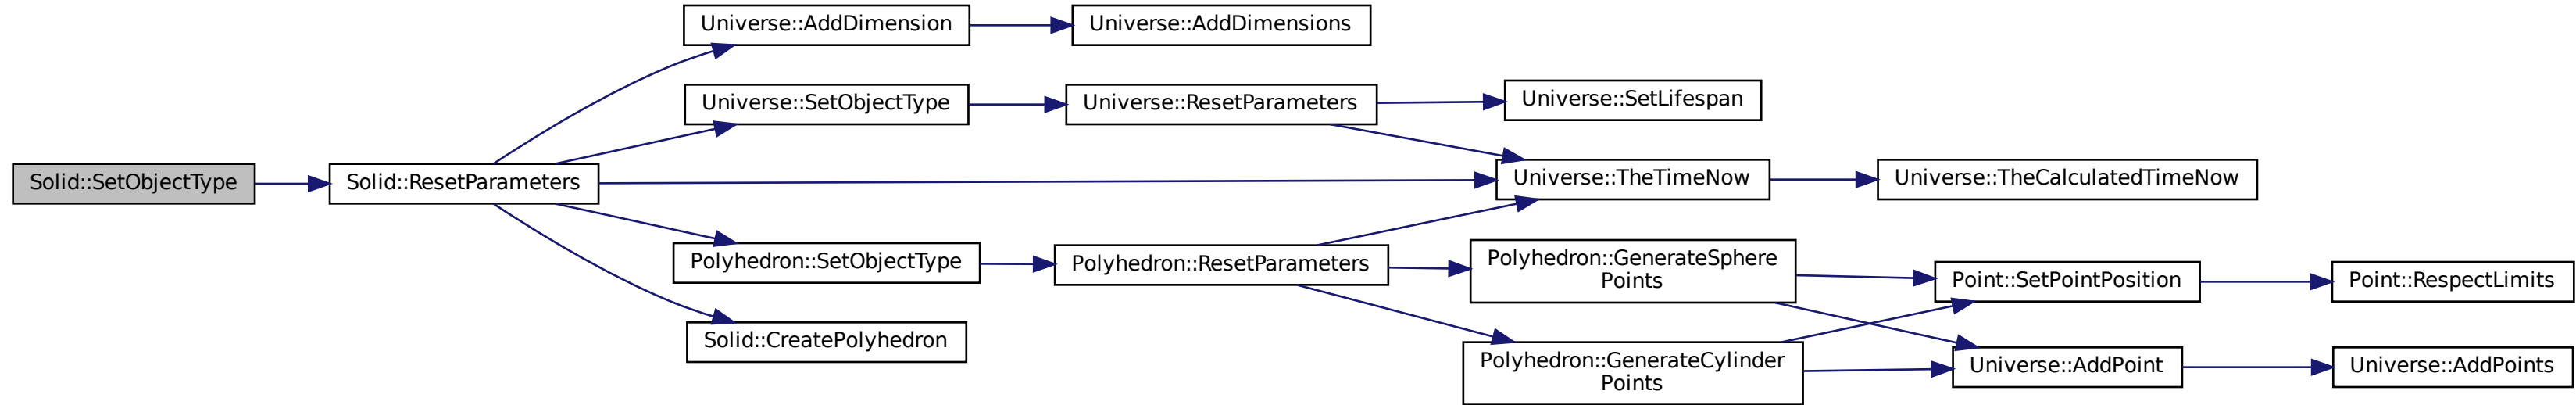 Universe::AddDimension
Universe::AddDimensions
Universe::SetObjectType
Universe::ResetParameters
Universe::SetLifespan
Solid::SetObjectType
Solid::ResetParameters
Universe::TheTimeNow
Universe::TheCalculatedTimeNow
Polyhedron::SetObjectType
Polyhedron::ResetParameters
Polyhedron::GenerateSphere
Points
Point::SetPointPosition
Point::RespectLimits
Solid::CreatePolyhedron
Polyhedron::GenerateCylinder
Points
Universe::AddPoint
Universe::AddPoints